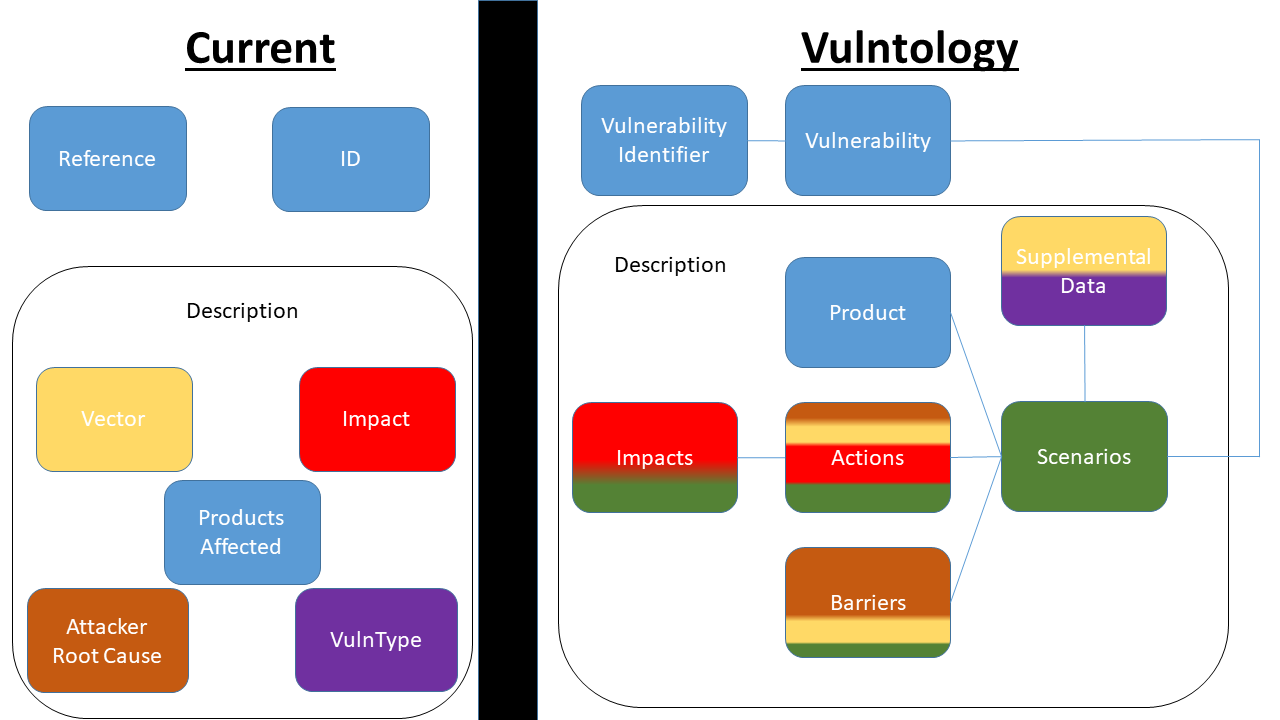 Current
Reference
ID
Description
Vector
Impact
Products
Affected
Attacker
Root Cause
VulnType
Vulntology
Vulnerability
Identifier
Vulnerability
Description
Supplemental
Data
Product
Impacts
Actions
Scenarios
Barriers